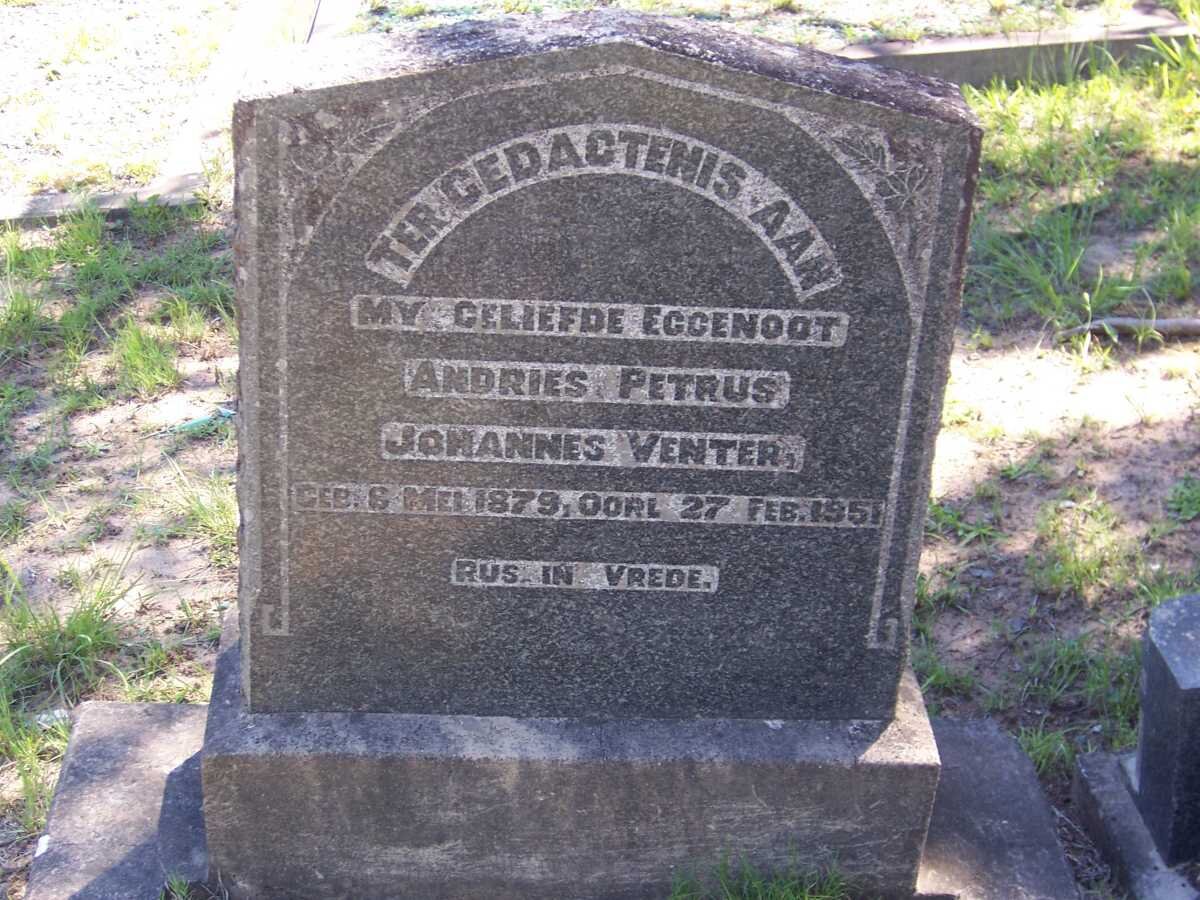 TER GEDAGTENIS AAN
MY GELIEFDE EGGENOOT
ANDRIES PETRUS
JOHANNES VENTER,
GEB. 6 MEI. 1879, OORL 27 FEB. 1951
RUS IN VREDE.